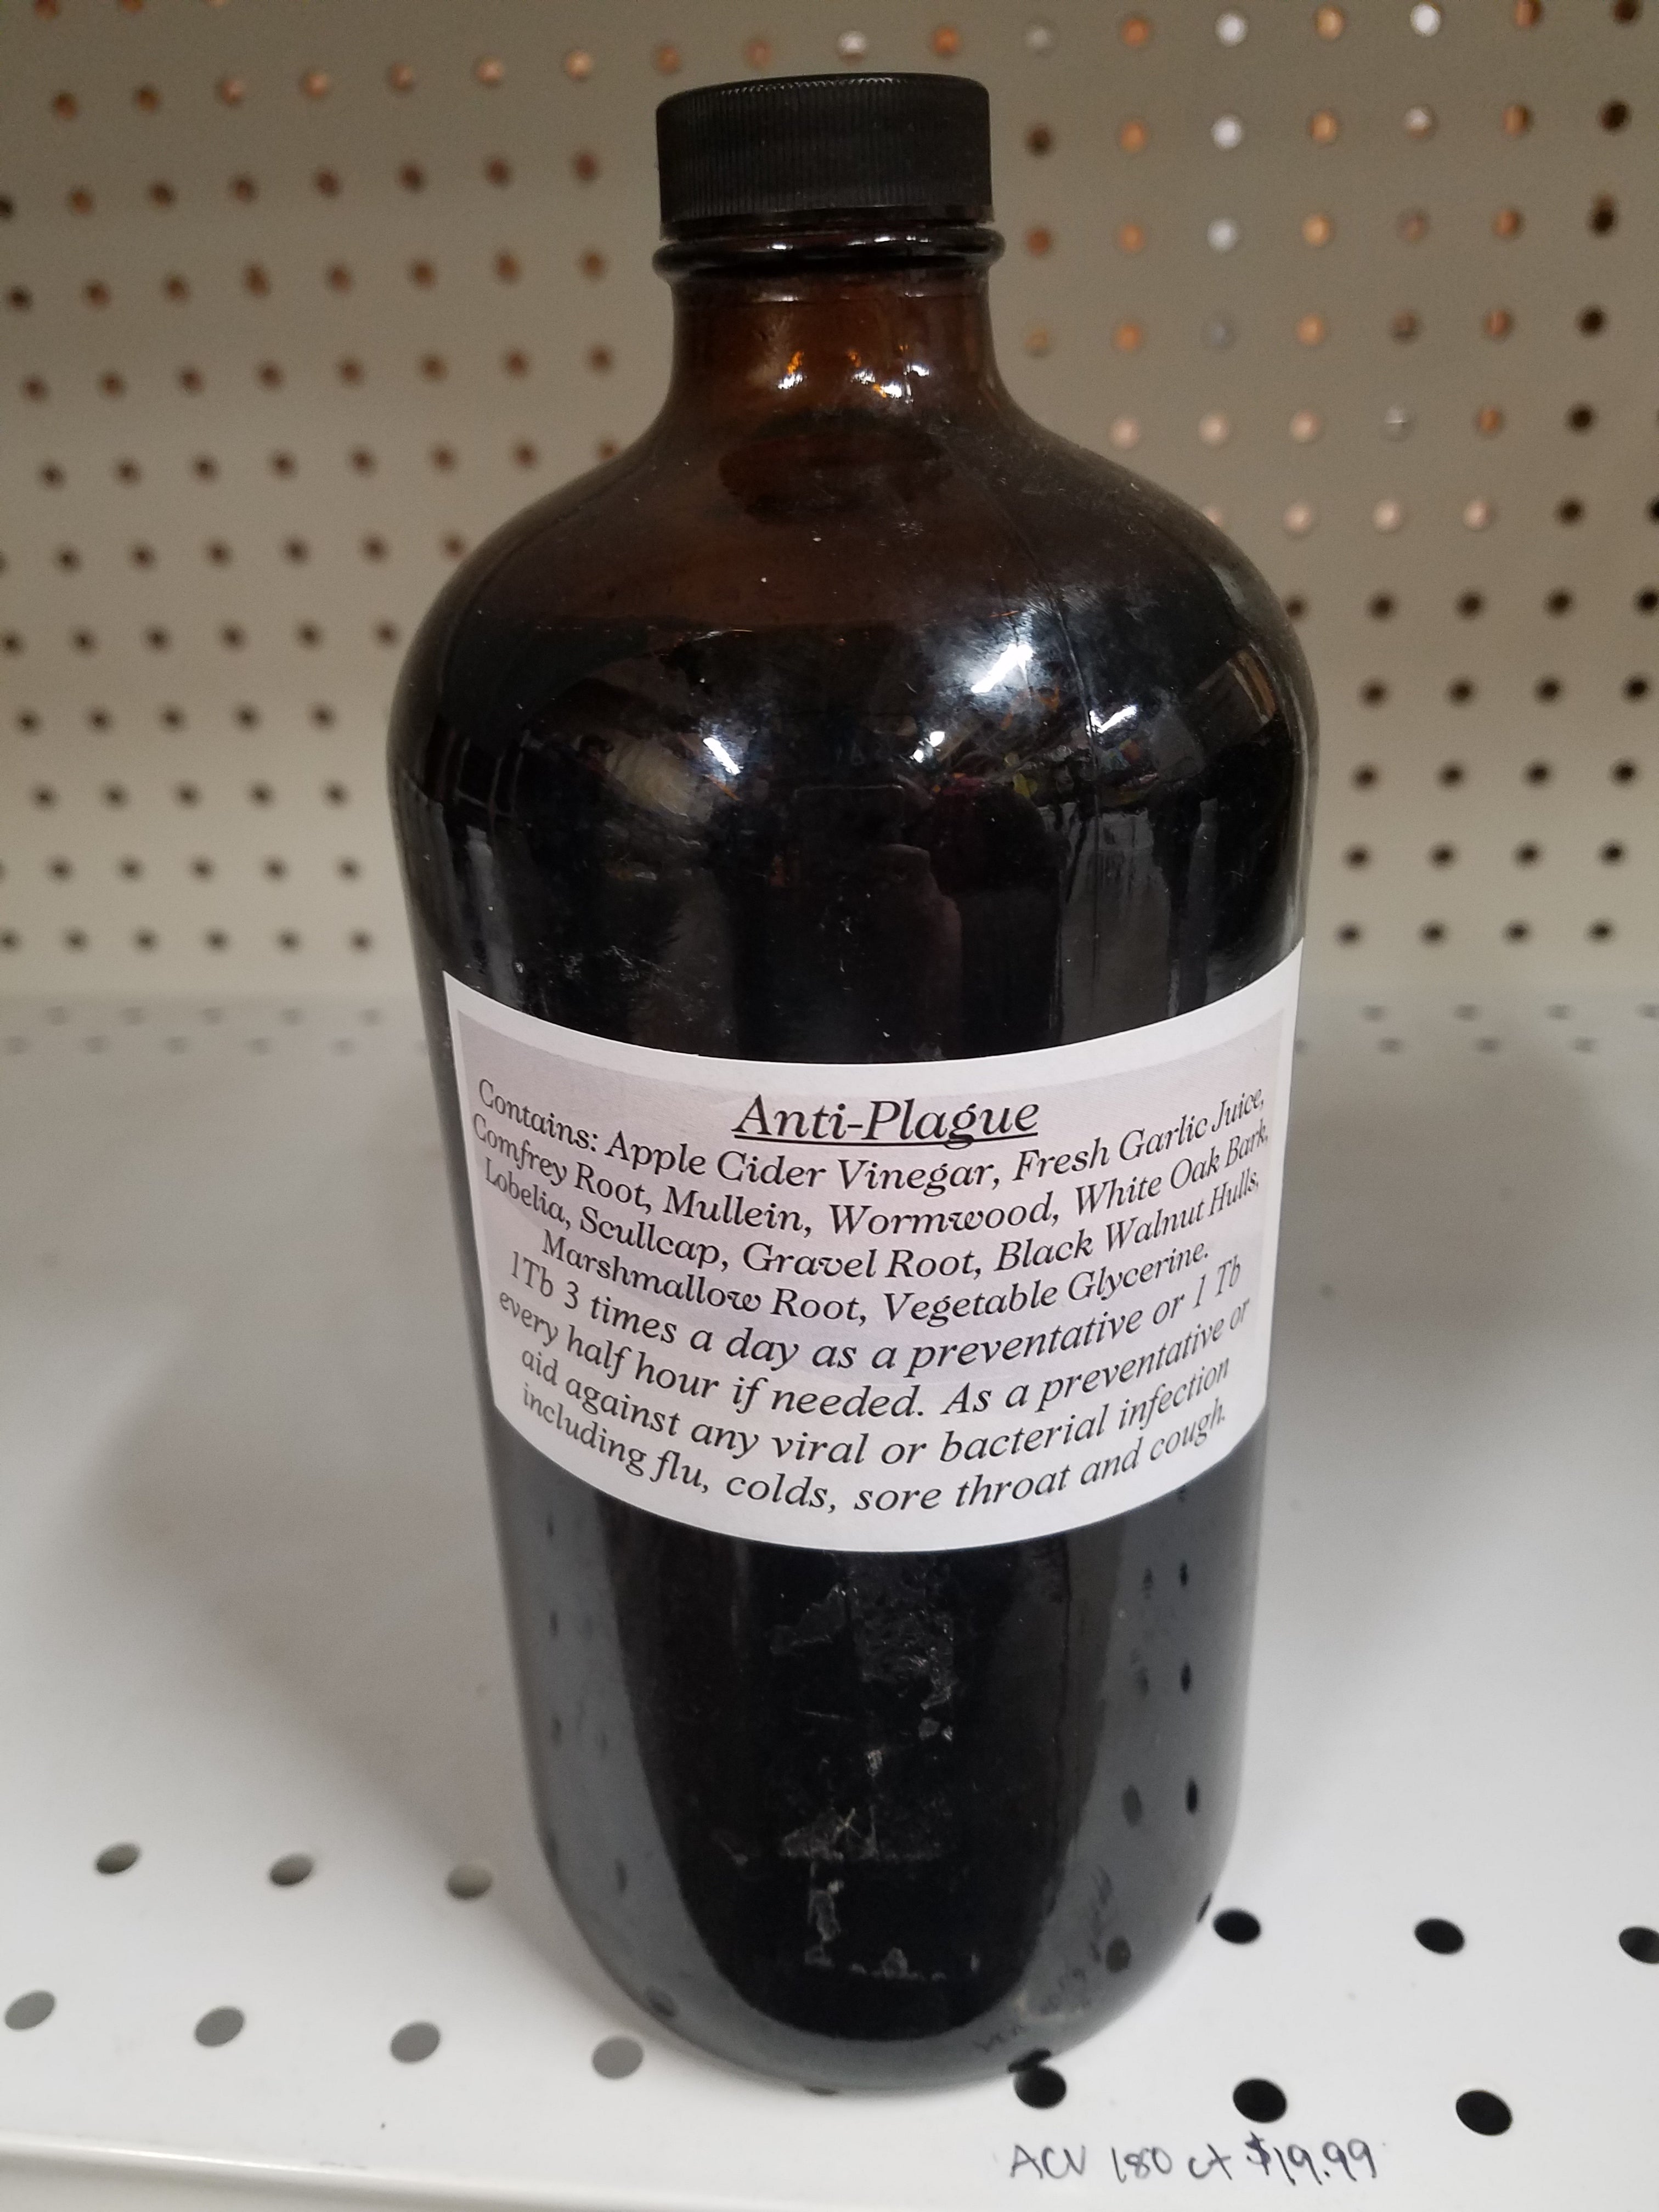 Anti-Plague
Contains: Apple Cider Vinegar, Fresh Garlic Juice,
Comfrey Root, Mullein, Wormwood, White Oak Bark,
Lobelia, Scullcap, Gravel Root, Black Walnut Hulls,
Marshmallow Root, Vegetable Glycerine.
1Tb 3 times a day as a preventative or 1 Tb
every half hour if needed. As a preventative or
aid against any viral or bacterial infection
including flu, colds, sore throat and cough.
ACV 180 ct $19.99